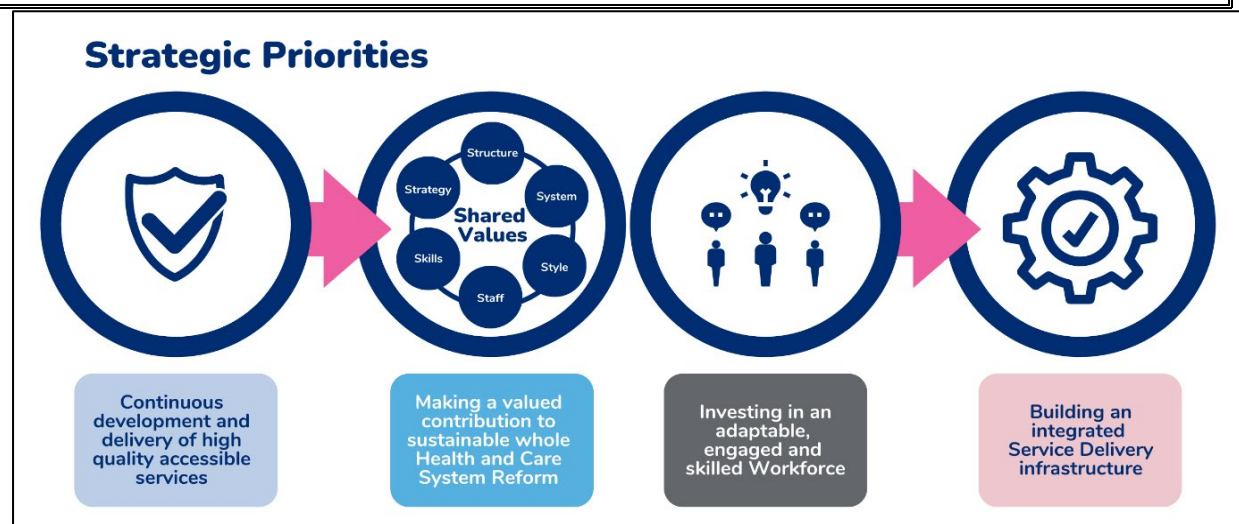 Strategic Priorities
Structure
Strategy
System
Shared
Values
Skills
Style
Staff
Continuous
development and
delivery of high
quality accessible
services
Making a valued
contribution to
sustainable whole
Health and Care
System Reform
Investing in an
adaptable,
engaged and
skilled Workforce
Building an
integrated
Service Delivery
infrastructure